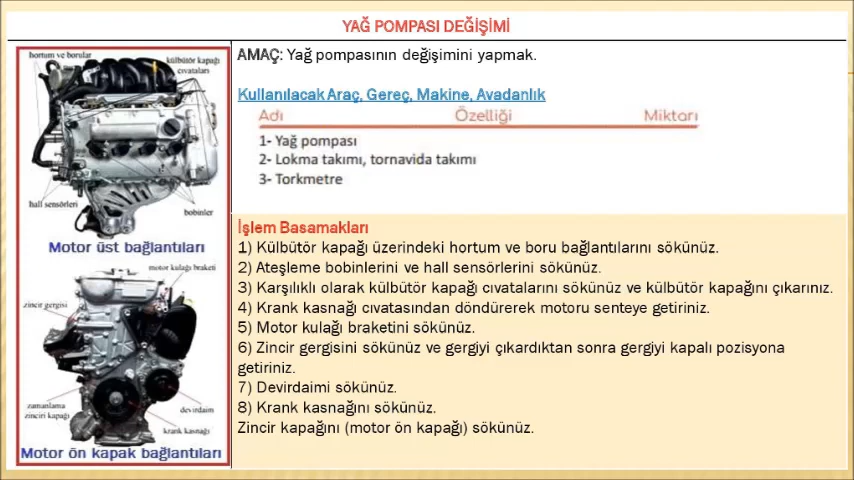 YAĞ POMPASI DEĞİŞİMİ
hortum ve borular
külbütör kapağı
cıvataları
hall sensörleri
bobinler
Motor üst bağlantıları
motor kulağı braketi
zincir gergisi
zamanlama
zinciri kapağı
devirdaim
krank kasnağı
Motor ön kapak bağlantıları
AMAÇ: Yağ pompasının değişimini yapmak.
Kullanılacak Araç, Gereç, Makine, Avadanlık
Adı Özelliği Miktarı
1- Yağ pompası
2- Lokma takımı, tornavida takımı
3- Torkmetre
İşlem Basamakları
1) Külbütör kapağı üzerindeki hortum ve boru bağlantılarını sökünüz.
2) Ateşleme bobinlerini ve hall sensörlerini sökünüz.
3) Karşılıklı olarak külbütör kapağı cıvatalarını sökünüz ve külbütör kapağını çıkarınız.
4) Krank kasnağı cıvatasından döndürerek motoru senteye getiriniz.
5) Motor kulağı braketini sökünüz.
6) Zincir gergisini sökünüz ve gergiyi çıkardıktan sonra gergiyi kapalı pozisyona
getiriniz.
7) Devirdaimi sökünüz.
8) Krank kasnağını sökünüz.
Zincir kapağını (motor ön kapağı) sökünüz.